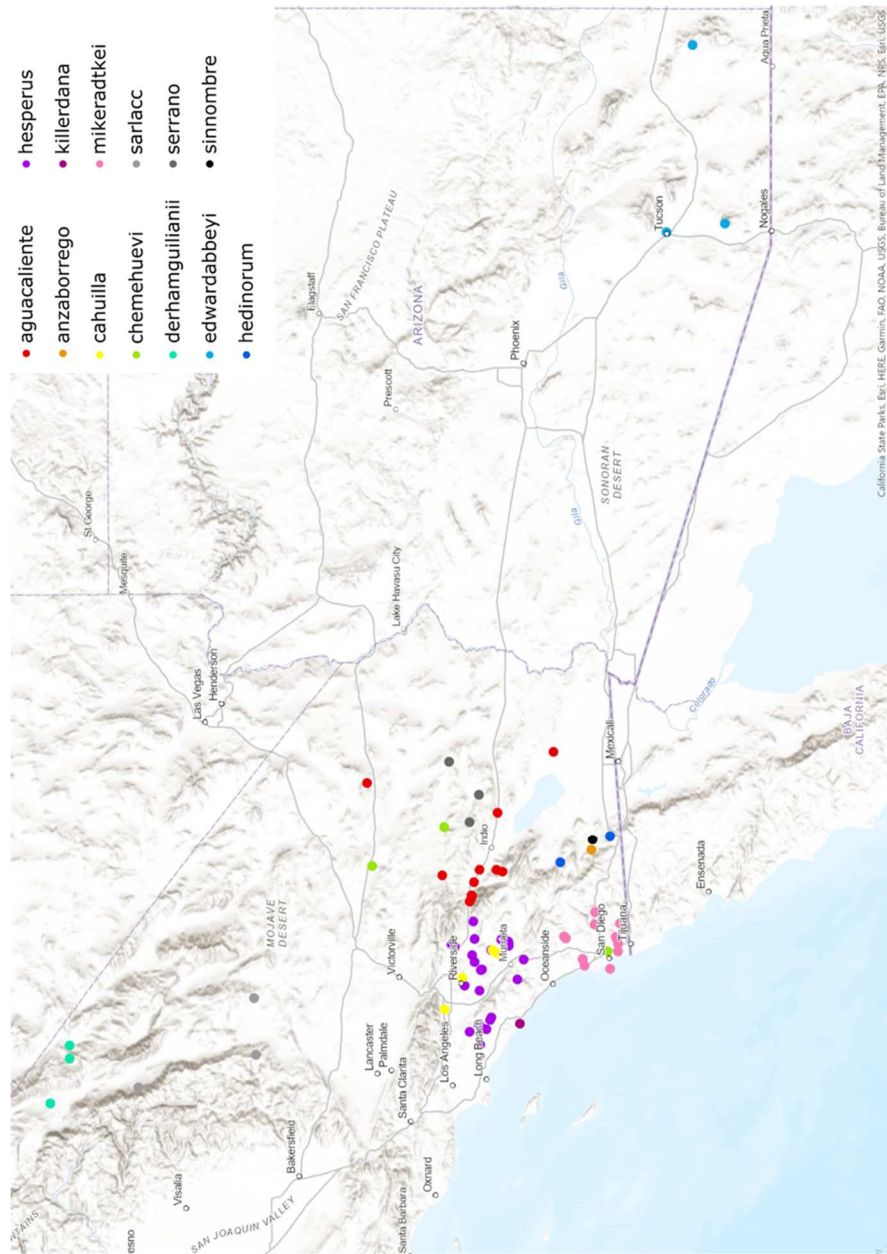 aguacaliente
anzaborrego
cahuilla
chemehuevi
derhamguilianii
edwardabbeyi
hedinorum
hesperus
killerdana
mikeradtkei
sarlacc
serrano
sinnombre
NTAINS
esno
Visalia
SAN JOAQUIN VALLEY
Bakersfield
Santa Barbara
Oxnard
Santa Clarita
Lancaster
Palmdale
Los Angeles
Long Beach
Victorville
Riverside
Murrieta
Oceanside
San Diego
Tijuana
Ensenada
MOJAVE
DESERT
Indio
Mexicali
Las Vegas
Henderson
Mesquite
St George
Lake Havasu City
Colorado
BAJA
CALIFORNIA
Flagstaff
SAN FRANCISCO PLATEAU
Prescott
ARIZONA
Phoenix
Gila
Gila
SONORAN
DESERT
Tucson
Nogales
Agua Prieta
California State Parks, Esri, HERE, Garmin, FAO, NOAA, USGS, Bureau of Land Management, EPA, NPS, Esri, USGS